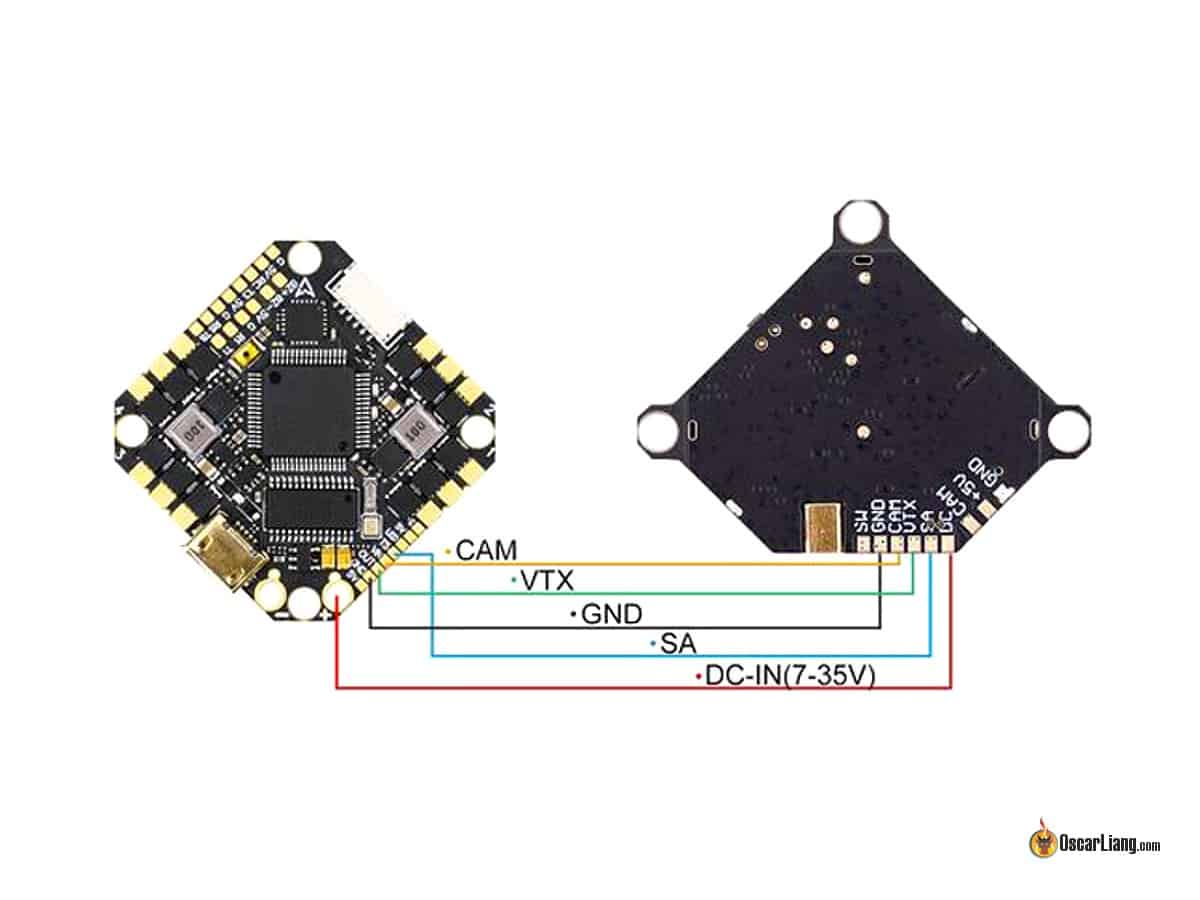 CAM
VTX
GND
SA
DC-IN(7-35V)
SW
GND
CAM
VTX
SA
DC
CAM
+5V
GND
100
100
- +
OscarLiang.com